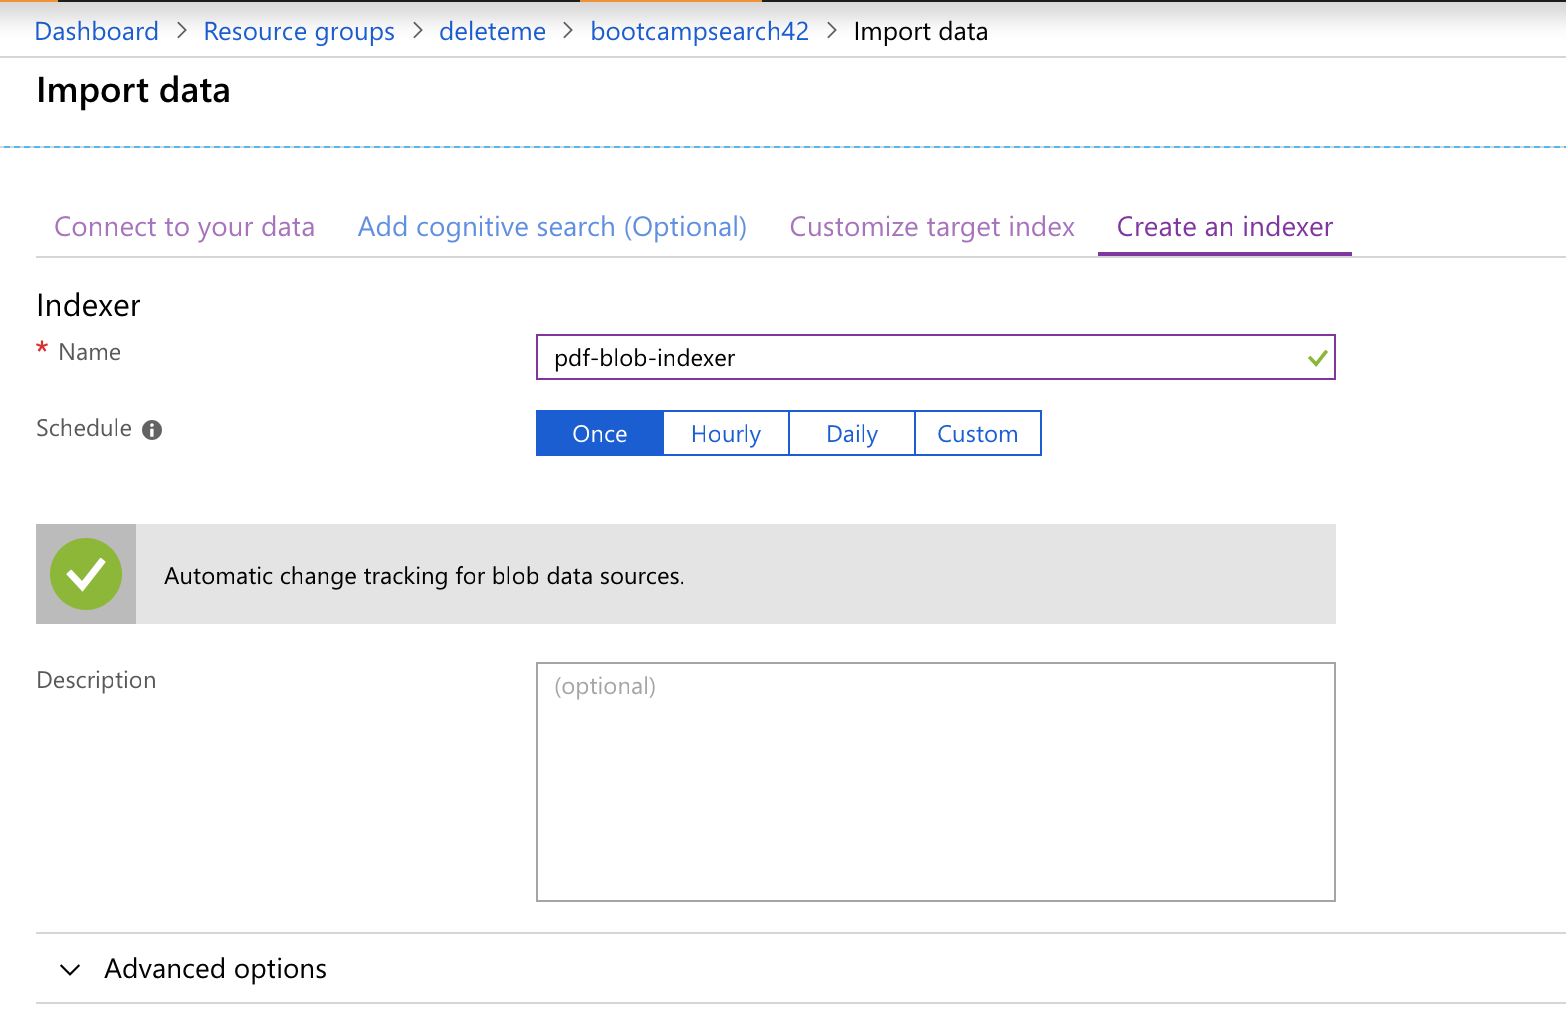 Dashboard > Resource groups > deleteme > bootcampsearch42 > Import data
Import data
Connect to your data Add cognitive search (Optional) Customize target index Create an indexer
Indexer
* Name pdf-blob-indexer
Schedule Once Hourly Daily Custom
Automatic change tracking for blob data sources.
Description (optional)
Advanced options